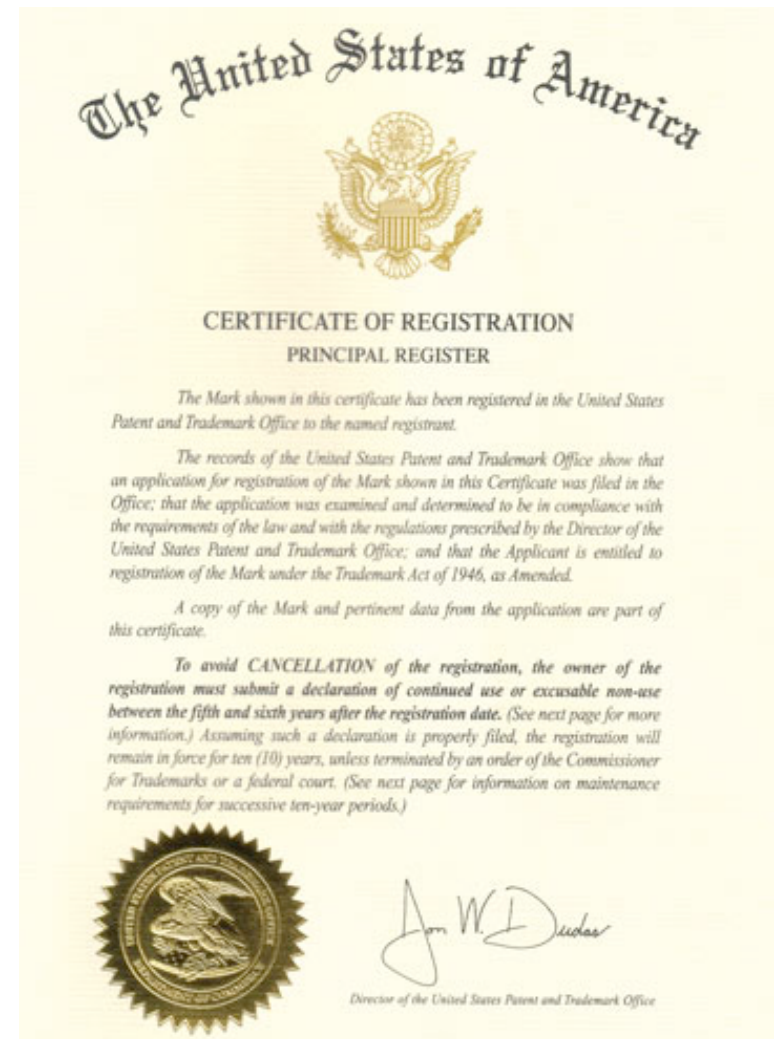 The United States of America
CERTIFICATE OF REGISTRATION
PRINCIPAL REGISTER
The Mark shown in this certificate has been registered in the United States
Patent and Trademark Office to the named registrant.
The records of the United States Patent and Trademark Office show that
an application for registration of the Mark shown in this Certificate was filed in the
Office; that the application was examined and determined to be in compliance with
the requirements of the law and with the regulations prescribed by the Director of the
United States Patent and Trademark Office; and that the Applicant is entitled to
registration of the Mark under the Trademark Act of 1946, as Amended.
A copy of the Mark and pertinent data from the application are part of
this certificate.
To avoid CANCELLATION of the registration, the owner of the
registration must submit a declaration of continued use or excusable non-use
between the fifth and sixth years after the registration date. (See next page for more
information.) Assuming such a declaration is properly filed, the registration will
remain in force for ten (10) years, unless terminated by an order of the Commissioner
for Trademarks or a federal court. (See next page for information on maintenance
requirements for successive ten-year periods.)
UNITED STATES PATENT AND TRADEMARK OFFICE
DEPARTMENT OF COMMERCE
Jon W. Dudas
Director of the United States Patent and Trademark Office